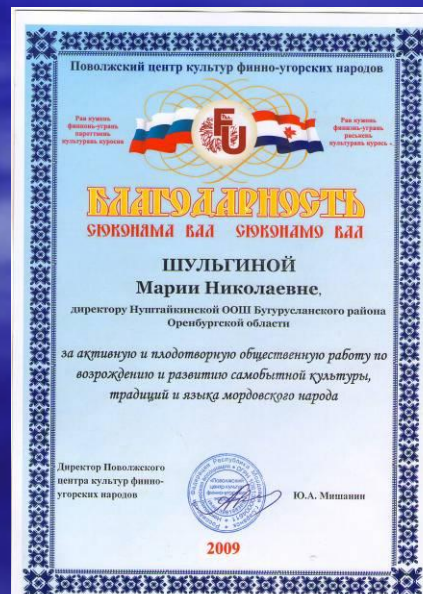 Поволжский центр культур финно-угорских народов
FU
БЛАГОДАРНОСТЬ
СЮКОНЯМА ВАЛ СЮКОНАМО ВАЛ
ШУЛЬГИНОЙ
Марии Николаевне,
директору Нуштайкинской ООШ Бугурусланского района
Оренбургской области
за активную и плодотворную общественную работу по
возрождению и развитию самобытной культуры,
традиций и языка мордовского народа
Директор Поволжского
центра культур финно-
угорских народов
Ю.А. Мишанин
2009